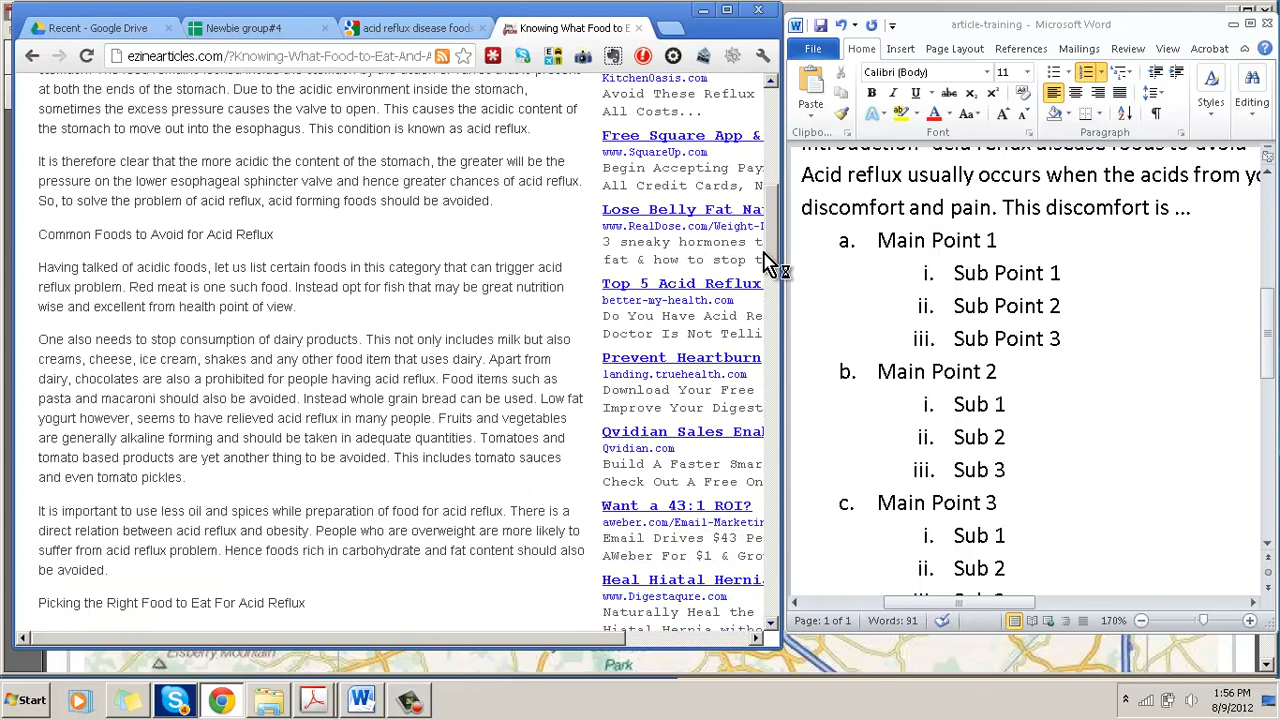 Recent - Google Drive
Newbie group#4
acid reflux disease foods
Knowing What Food to E
ezinearticles.com/?Knowing-What-Food-to-Eat-And-A
at both the ends of the stomach. Due to the acidic environment inside the stomach,
sometimes the excess pressure causes the valve to open. This causes the acidic content of
the stomach to move out into the esophagus. This condition is known as acid reflux.
It is therefore clear that the more acidic the content of the stomach, the greater will be the
pressure on the lower esophageal sphincter valve and hence greater chances of acid reflux.
So, to solve the problem of acid reflux, acid forming foods should be avoided.
Common Foods to Avoid for Acid Reflux
Having talked of acidic foods, let us list certain foods in this category that can trigger acid
reflux problem. Red meat is one such food. Instead opt for fish that may be great nutrition
wise and excellent from health point of view.
One also needs to stop consumption of dairy products. This not only includes milk but also
creams, cheese, ice cream, shakes and any other food item that uses dairy. Apart from
dairy, chocolates are also a prohibited for people having acid reflux. Food items such as
pasta and macaroni should also be avoided. Instead whole grain bread can be used. Low fat
yogurt however, seems to have relieved acid reflux in many people. Fruits and vegetables
are generally alkaline forming and should be taken in adequate quantities. Tomatoes and
tomato based products are yet another thing to be avoided. This includes tomato sauces
and even tomato pickles.
It is important to use less oil and spices while preparation of food for acid reflux. There is a
direct relation between acid reflux and obesity. People who are overweight are more likely to
suffer from acid reflux problem. Hence foods rich in carbohydrate and fat content should also
be avoided.
Picking the Right Food to Eat For Acid Reflux
KitchenOasis.com
Avoid These Reflux
All Costs...
Free Square App &
www.SquareUp.com
Begin Accepting Pay
All Credit Cards, N
Lose Belly Fat Na
www.RealDose.com/Weight-L
3 sneaky hormones t
fat & how to stop t
Top 5 Acid Reflux
better-my-health.com
Do You Have Acid Re
Doctor Is Not Telli
Prevent Heartburn
landing.truehealth.com
Download Your Free
Improve Your Digest
Qvidian Sales Ena
Qvidian.com
Build A Faster Smar
Check Out A Free On
Want a 43:1 ROI?
aweber.com/Email-Marketin
Email Drives $43 Pe
AWeber For $1 & Gro
Heal Hiatal Herni
www.Digestaqure.com
Naturally Heal the
Hiatal Hernia witho
article-training - Microsoft Word
File Home Insert Page Layout References Mailings Review View Acrobat
Calibri (Body) 11
Paste
Styles
Editing
Clipbo...
Font
Paragraph
Acid reflux usually occurs when the acids from yo
discomfort and pain. This discomfort is ...
a. Main Point 1
i. Sub Point 1
ii. Sub Point 2
iii. Sub Point 3
b. Main Point 2
i. Sub 1
ii. Sub 2
iii. Sub 3
c. Main Point 3
i. Sub 1
ii. Sub 2
Page: 1 of 1
Words: 91
170%
Elsberry Mountain
Park
Start
1:56 PM
8/9/2012